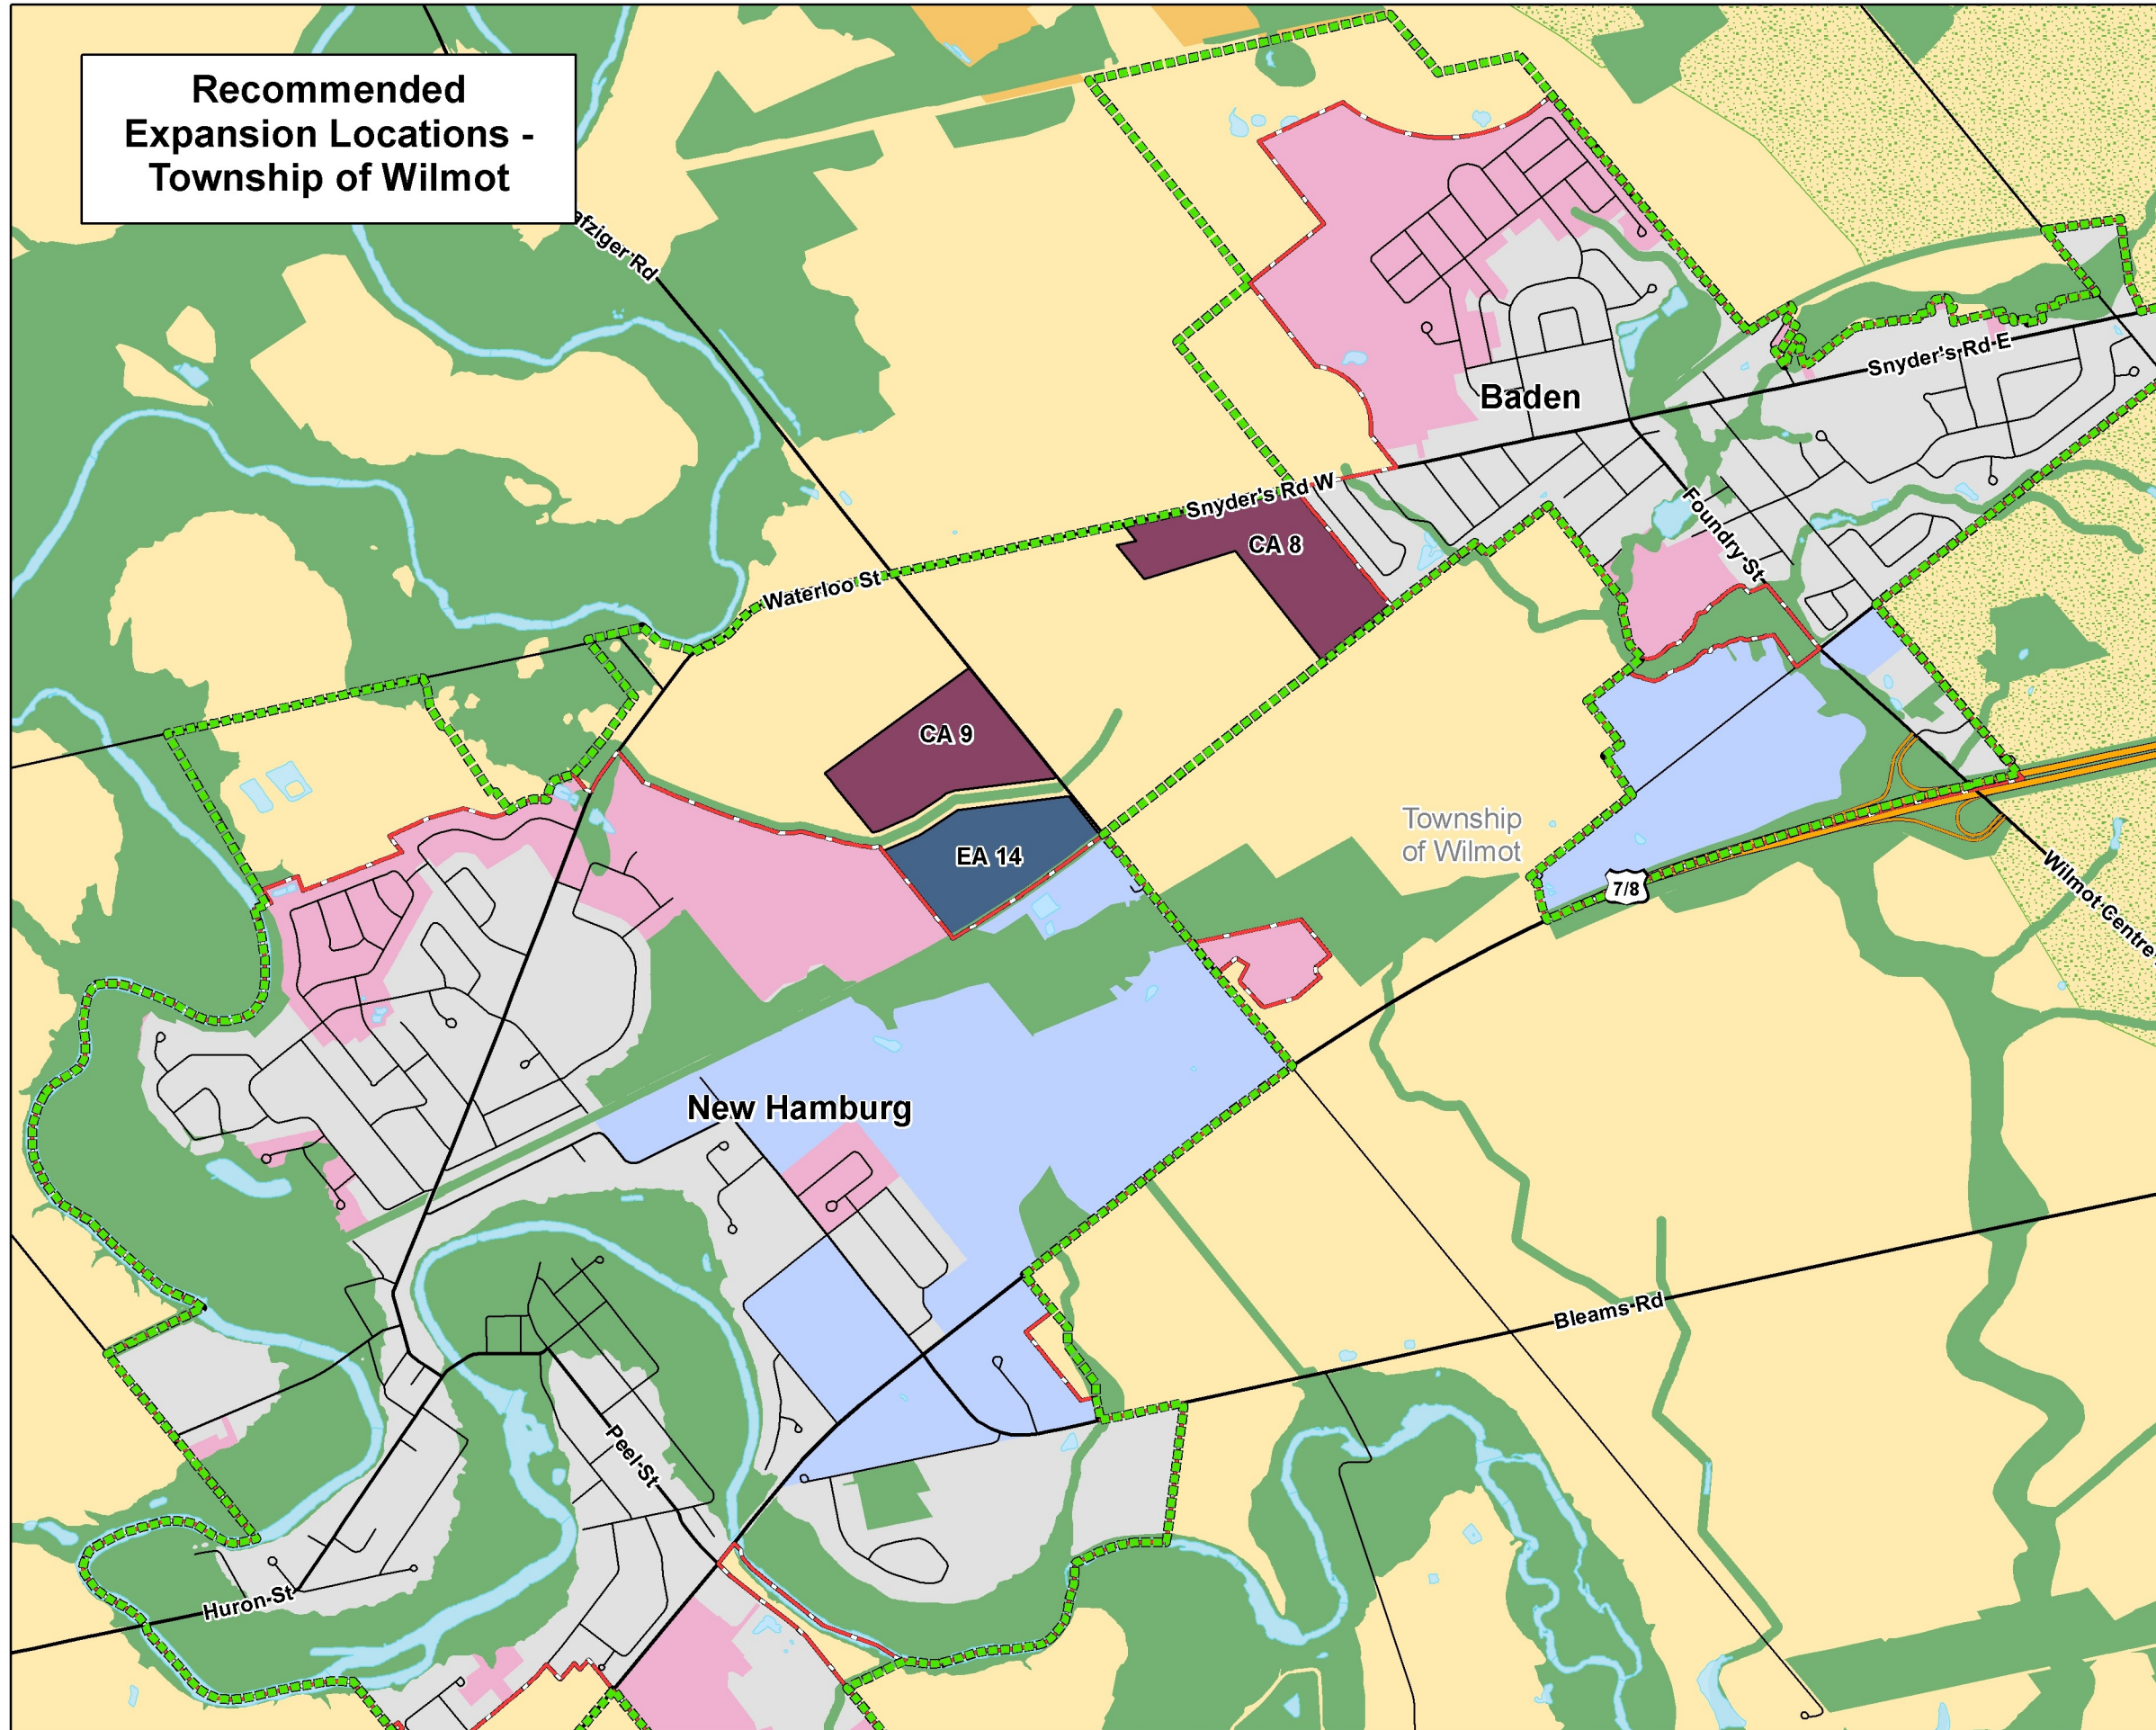 Recommended
Expansion Locations -
Township of Wilmot
afziger Rd
Baden
Snyder's Rd E
Snyder's Rd W
CA 8
Foundry St
Waterloo St
CA 9
EA 14
Township
of Wilmot
7/8
Wilmot Centre
New Hamburg
Bleams Rd
Peel St
Huron St